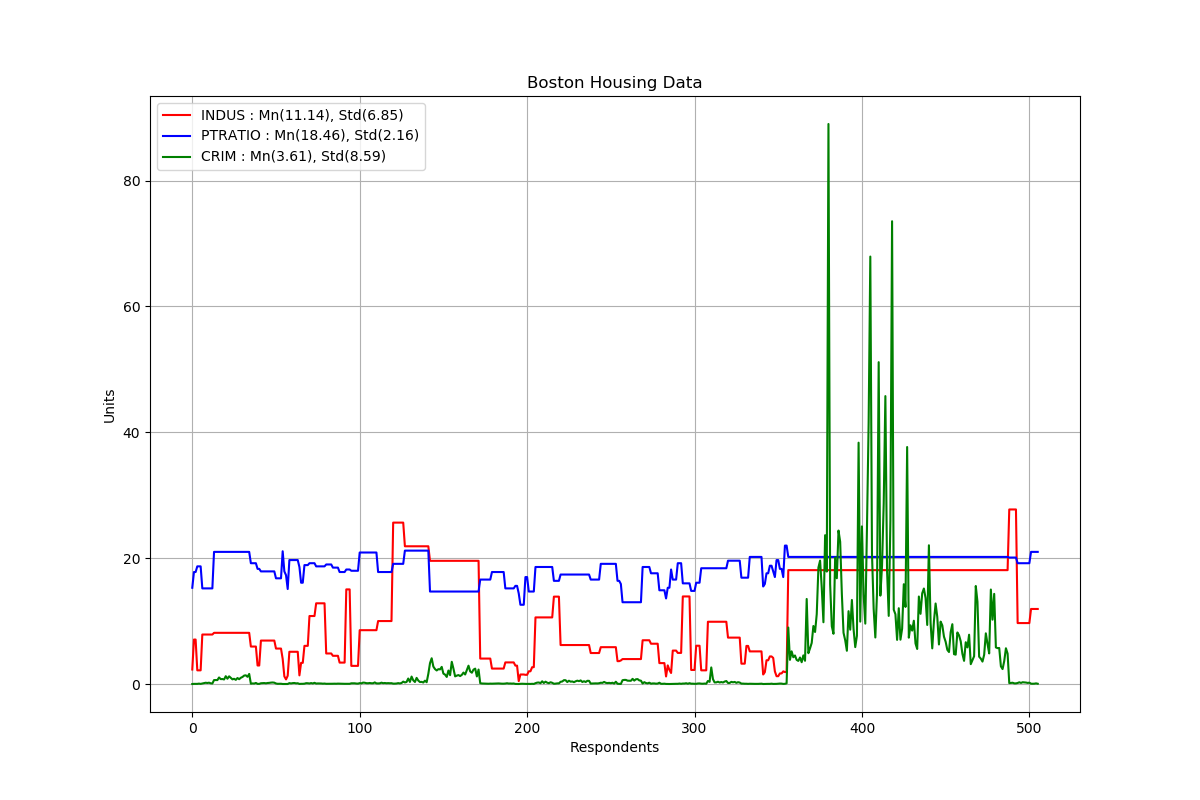 Boston Housing Data
INDUS : Mn(11.14), Std(6.85)
PTRATIO : Mn(18.46), Std(2.16)
CRIM : Mn(3.61), Std(8.59)
80
60
40
20
0
Units
0 100 200 300 400 500
Respondents